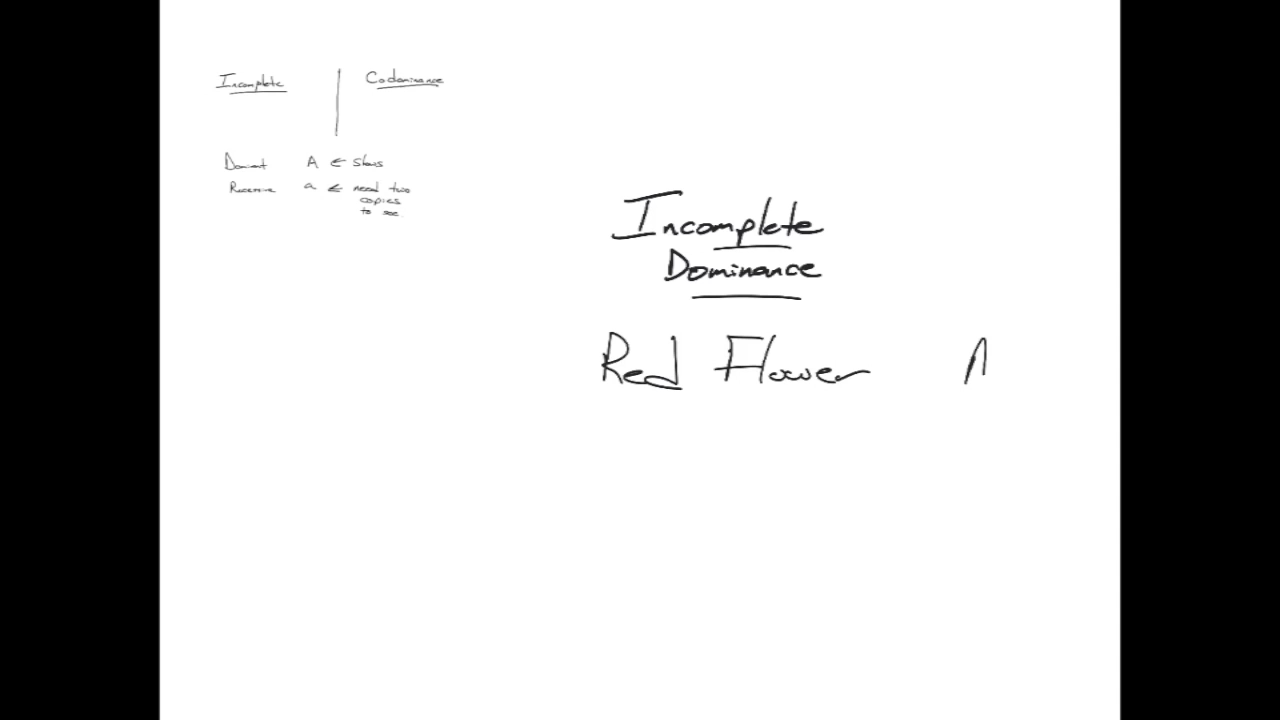 Incomplete | Codominance
Dominant A ← shows
Recessive a ← need two
copies
to see.
Incomplete
Dominance
Red Flower